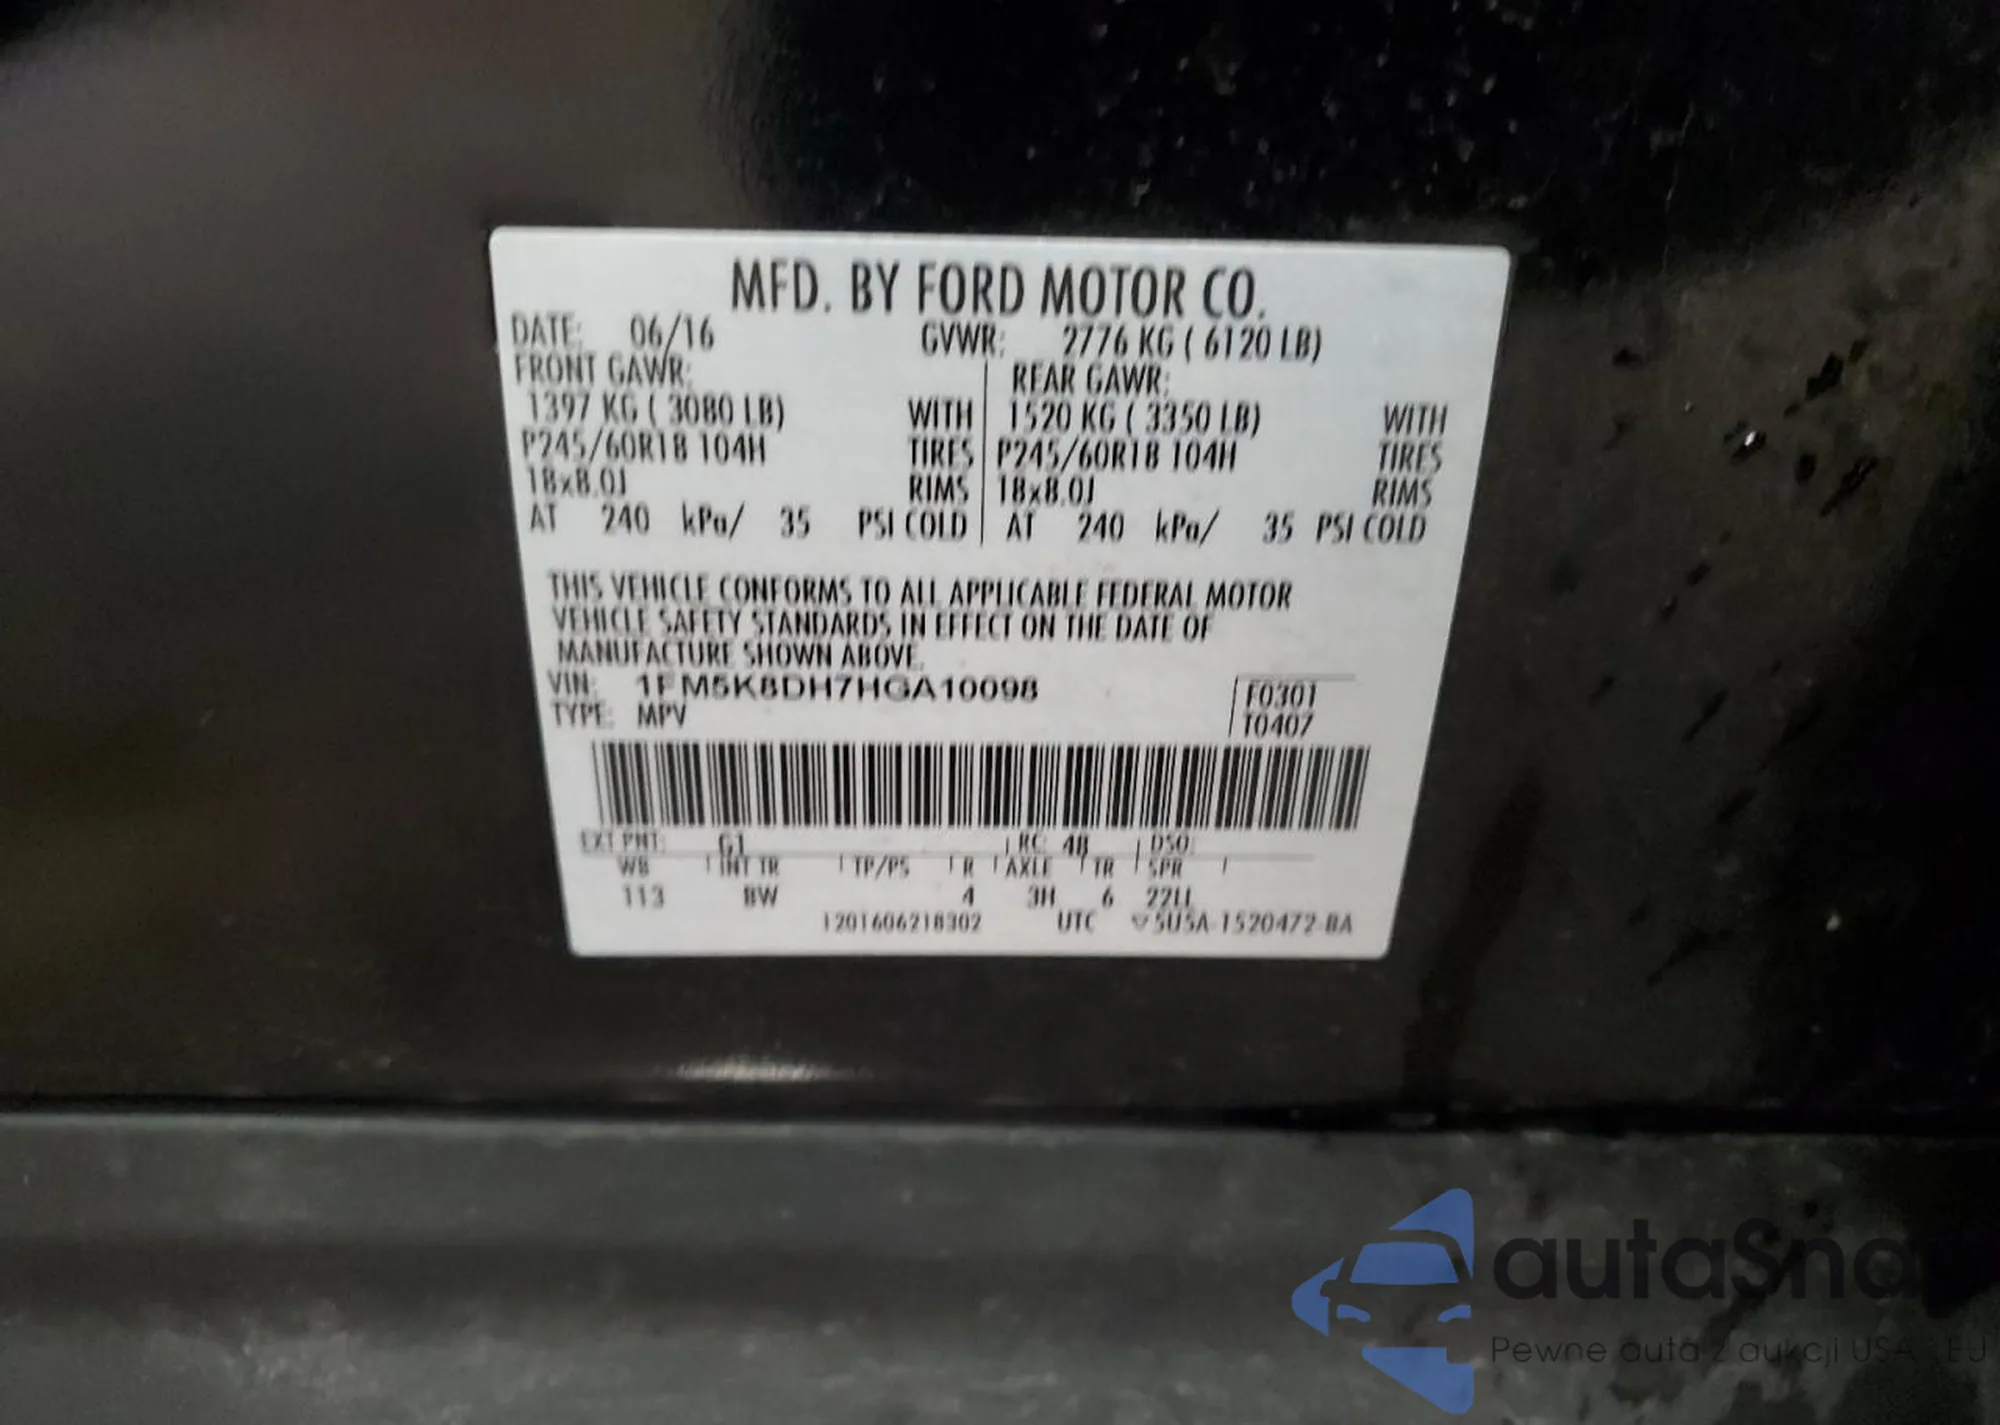 MFD. BY FORD MOTOR CO.
DATE: 06/16 GVWR: 2776 KG ( 6120 LB)
FRONT GAWR: REAR GAWR:
1397 KG ( 3080 LB) WITH 1520 KG ( 3350 LB) WITH
P245/60R18 104H TIRES P245/60R18 104H TIRES
18x8.0J RIMS 18x8.0J RIMS
AT 240 kPa/ 35 PSI COLD AT 240 kPa/ 35 PSI COLD
THIS VEHICLE CONFORMS TO ALL APPLICABLE FEDERAL MOTOR
VEHICLE SAFETY STANDARDS IN EFFECT ON THE DATE OF
MANUFACTURE SHOWN ABOVE.
VIN: 1FM5K8DH7HGA10098 F0301
TYPE: MPV T0407
EXT PNT: G1 RC: 48 DSO:
WB INT TR TP/PS R AXLE TR SPR
113 8W 4 3H 6 22LL
1201606218302 UTC 5U5A-1520472-BA
autaSna
Pewne auta z aukcji USA EU